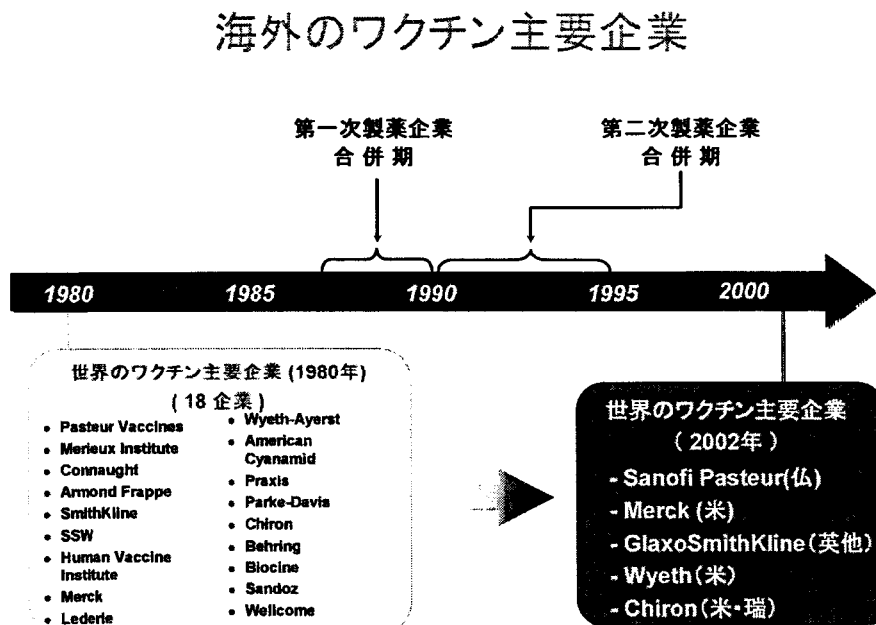 海外のワクチン主要企業
第一次製薬企業
合併期
第二次製薬企業
合併期
1980
1985
1990
1995
2000
世界のワクチン主要企業 (1980年)
( 18 企業 )
• Pasteur Vaccines
• Merieux Institute
• Connaught
• Armond Frappe
• SmithKline
• SSW
• Human Vaccine
Institute
• Merck
• Lederle
• Wyeth-Ayerst
• American
Cyanamid
• Praxis
• Parke-Davis
• Chiron
• Behring
• Biocine
• Sandoz
• Wellcome
世界のワクチン主要企業
( 2002年 )
- Sanofi Pasteur(仏)
- Merck (米)
- GlaxoSmithKline(英他)
- Wyeth(米)
- Chiron(米・瑞)